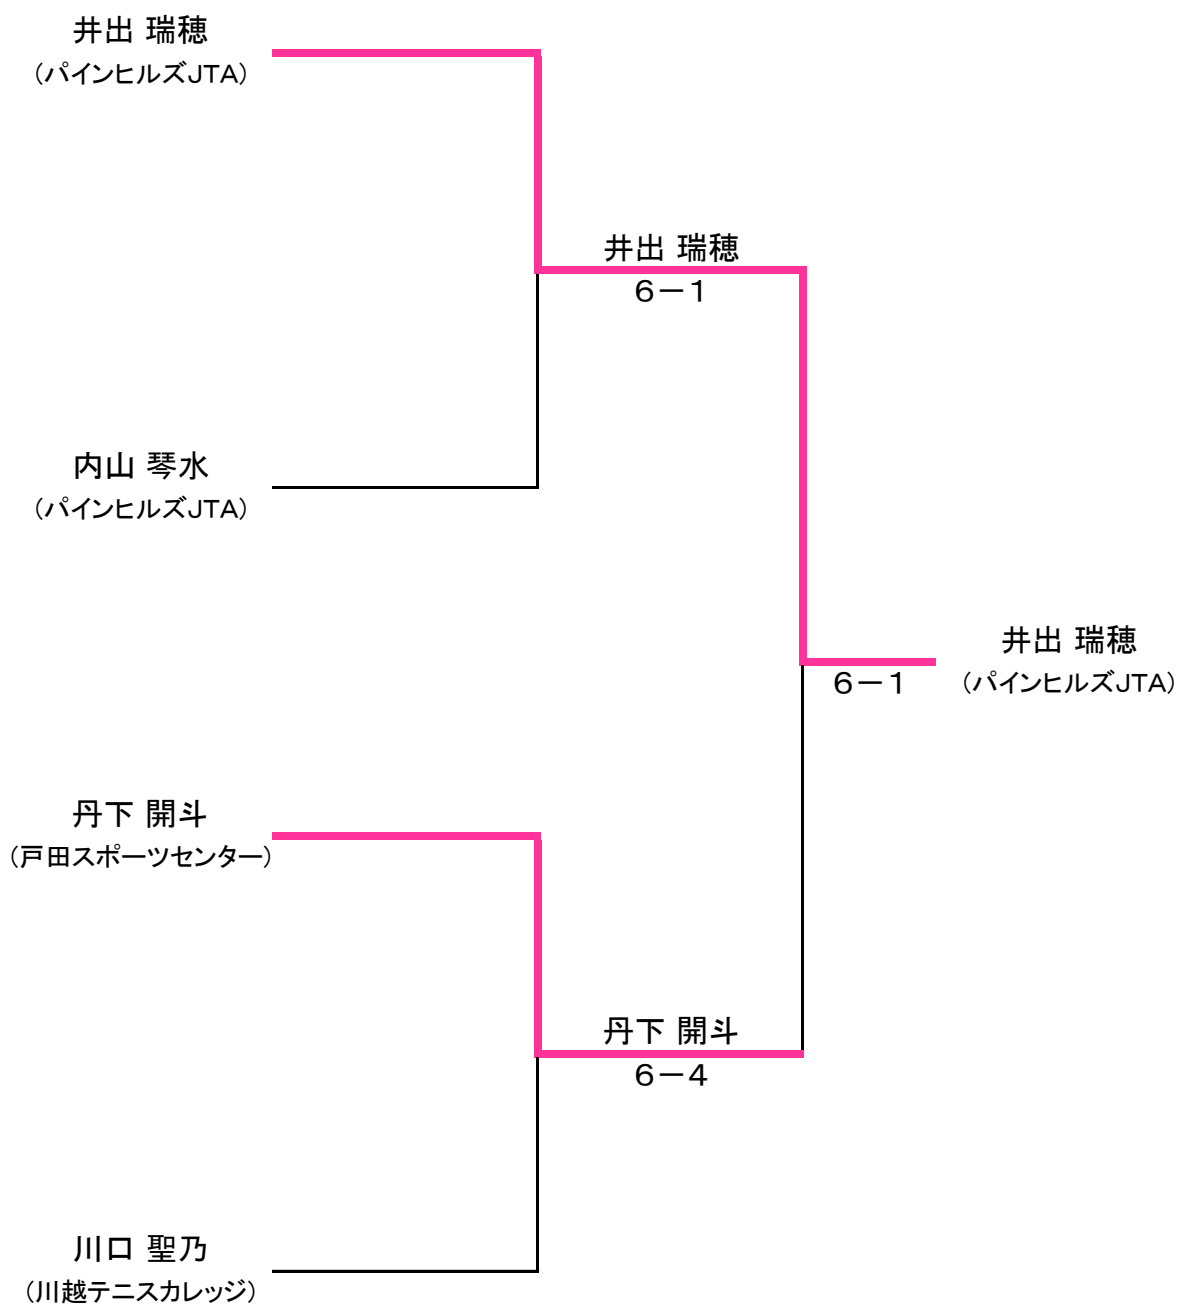 井出 瑞穂
（パインヒルズJTA）
井出 瑞穂
6－1
内山 琴水
（パインヒルズJTA）
井出 瑞穂
（パインヒルズJTA）
6－1
丹下 開斗
（戸田スポーツセンター）
丹下 開斗
6－4
川口 聖乃
（川越テニスカレッジ）